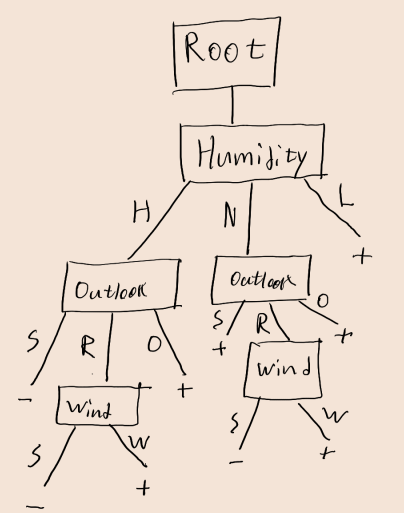 Root
Humidity
H N L
+
Outlook Outlook
S R O S R O
+ +
- Wind + Wind
S W S W
- + - +